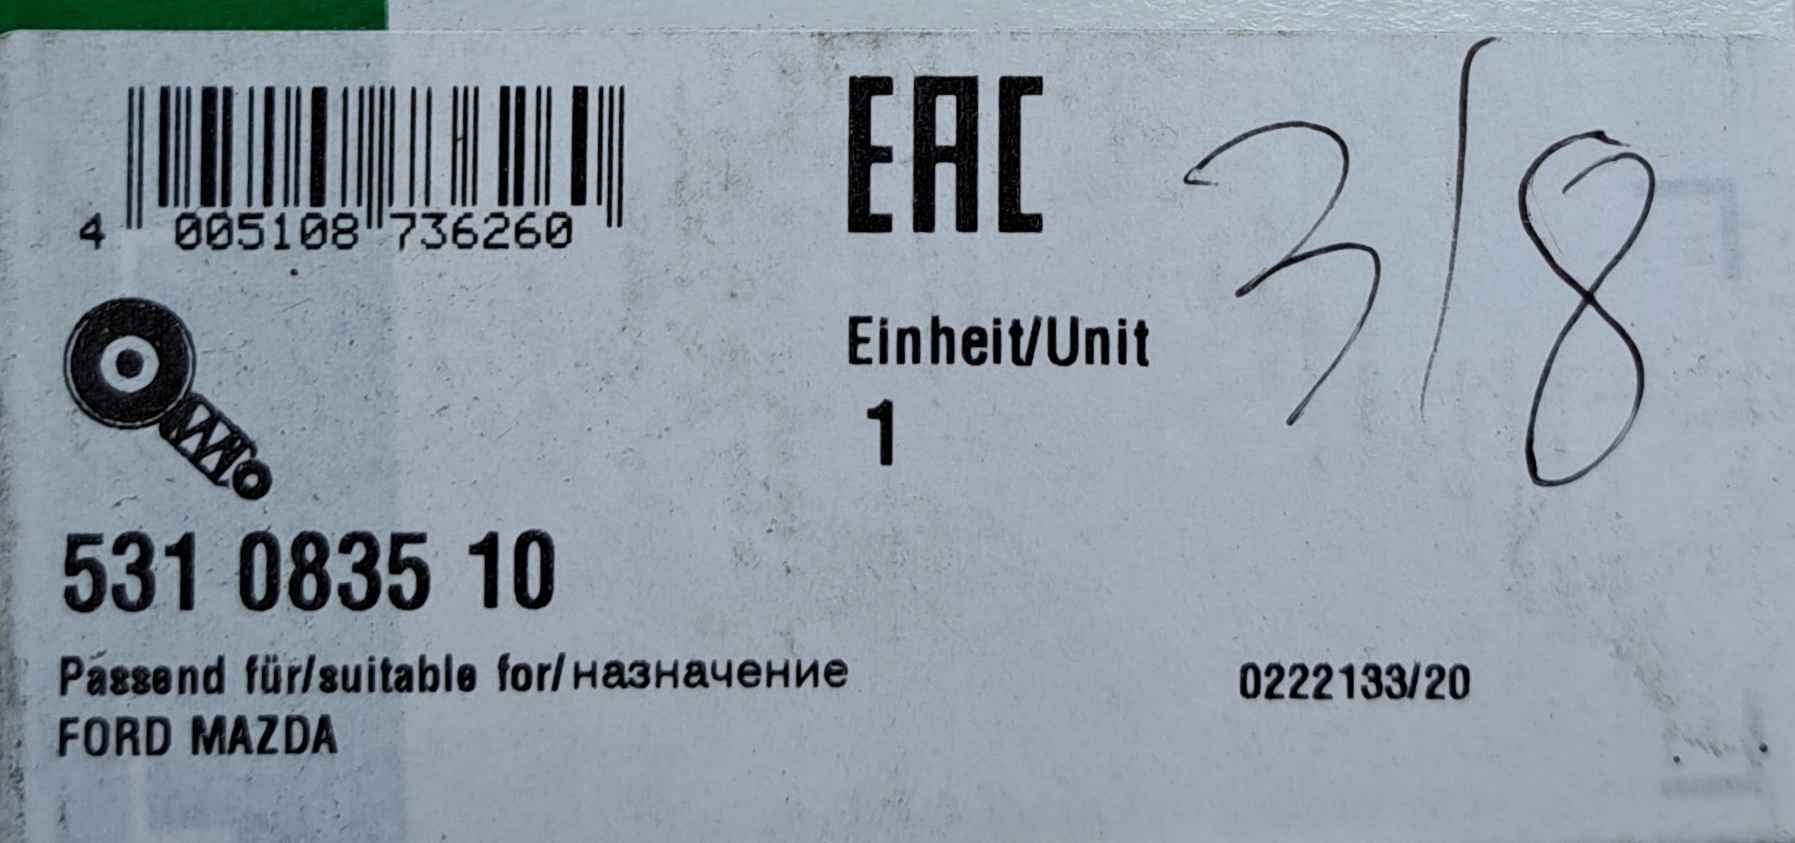 4 005108 736260
EAC
3/8
Einheit/Unit
1
531 0835 10
Passend für/suitable for/назначение
FORD MAZDA
0222133/20